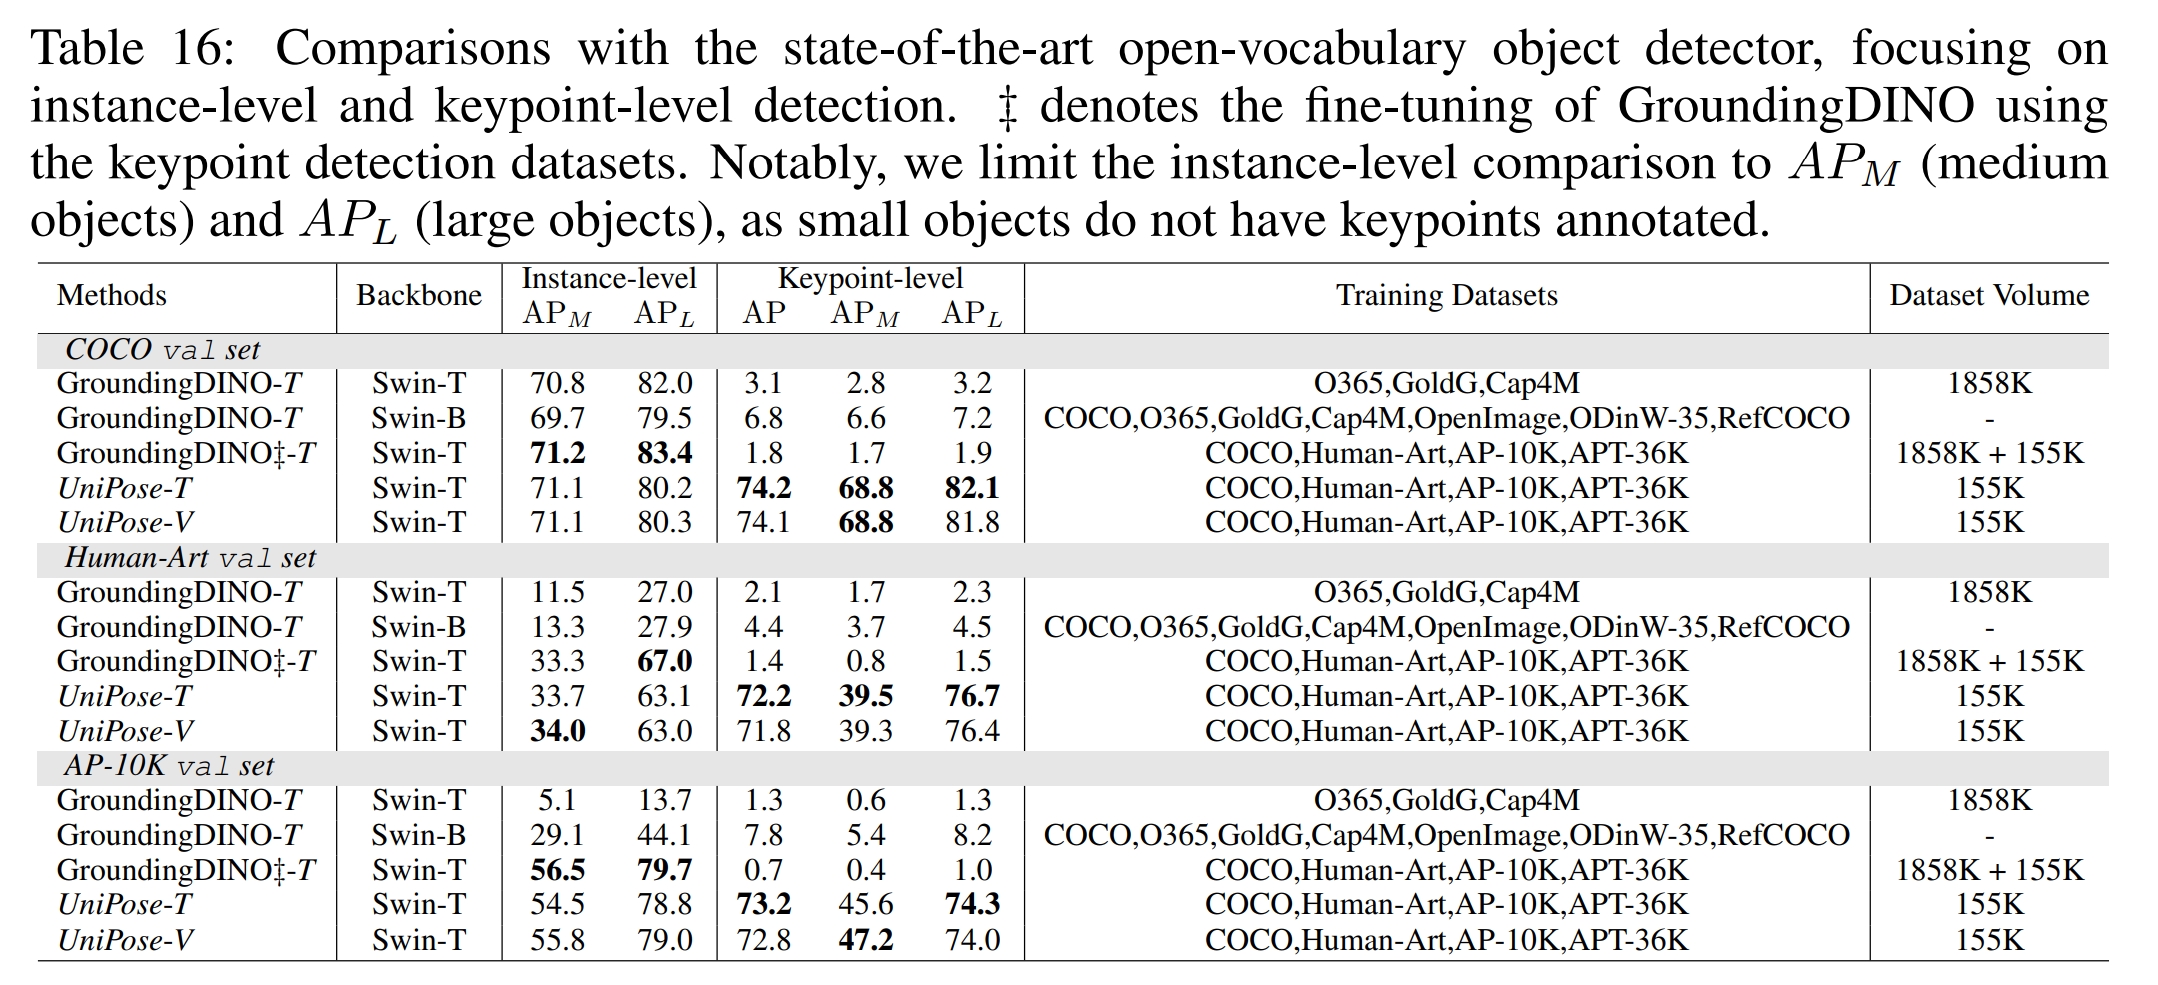 Table 16: Comparisons with the state-of-the-art open-vocabulary object detector, focusing on
instance-level and keypoint-level detection. ‡ denotes the fine-tuning of GroundingDINO using
the keypoint detection datasets. Notably, we limit the instance-level comparison to AP_M (medium
objects) and AP_L (large objects), as small objects do not have keypoints annotated.
Methods Backbone Instance-level Keypoint-level Training Datasets Dataset Volume
AP_M AP_L AP AP_M AP_L
COCO val set
GroundingDINO-T Swin-T 70.8 82.0 3.1 2.8 3.2 O365,GoldG,Cap4M 1858K
GroundingDINO-T Swin-B 69.7 79.5 6.8 6.6 7.2 COCO,O365,GoldG,Cap4M,OpenImage,ODinW-35,RefCOCO -
GroundingDINO‡-T Swin-T 71.2 83.4 1.8 1.7 1.9 COCO,Human-Art,AP-10K,APT-36K 1858K + 155K
UniPose-T Swin-T 71.1 80.2 74.2 68.8 82.1 COCO,Human-Art,AP-10K,APT-36K 155K
UniPose-V Swin-T 71.1 80.3 74.1 68.8 81.8 COCO,Human-Art,AP-10K,APT-36K 155K
Human-Art val set
GroundingDINO-T Swin-T 11.5 27.0 2.1 1.7 2.3 O365,GoldG,Cap4M 1858K
GroundingDINO-T Swin-B 13.3 27.9 4.4 3.7 4.5 COCO,O365,GoldG,Cap4M,OpenImage,ODinW-35,RefCOCO -
GroundingDINO‡-T Swin-T 33.3 67.0 1.4 0.8 1.5 COCO,Human-Art,AP-10K,APT-36K 1858K + 155K
UniPose-T Swin-T 33.7 63.1 72.2 39.5 76.7 COCO,Human-Art,AP-10K,APT-36K 155K
UniPose-V Swin-T 34.0 63.0 71.8 39.3 76.4 COCO,Human-Art,AP-10K,APT-36K 155K
AP-10K val set
GroundingDINO-T Swin-T 5.1 13.7 1.3 0.6 1.3 O365,GoldG,Cap4M 1858K
GroundingDINO-T Swin-B 29.1 44.1 7.8 5.4 8.2 COCO,O365,GoldG,Cap4M,OpenImage,ODinW-35,RefCOCO -
GroundingDINO‡-T Swin-T 56.5 79.7 0.7 0.4 1.0 COCO,Human-Art,AP-10K,APT-36K 1858K + 155K
UniPose-T Swin-T 54.5 78.8 73.2 45.6 74.3 COCO,Human-Art,AP-10K,APT-36K 155K
UniPose-V Swin-T 55.8 79.0 72.8 47.2 74.0 COCO,Human-Art,AP-10K,APT-36K 155K